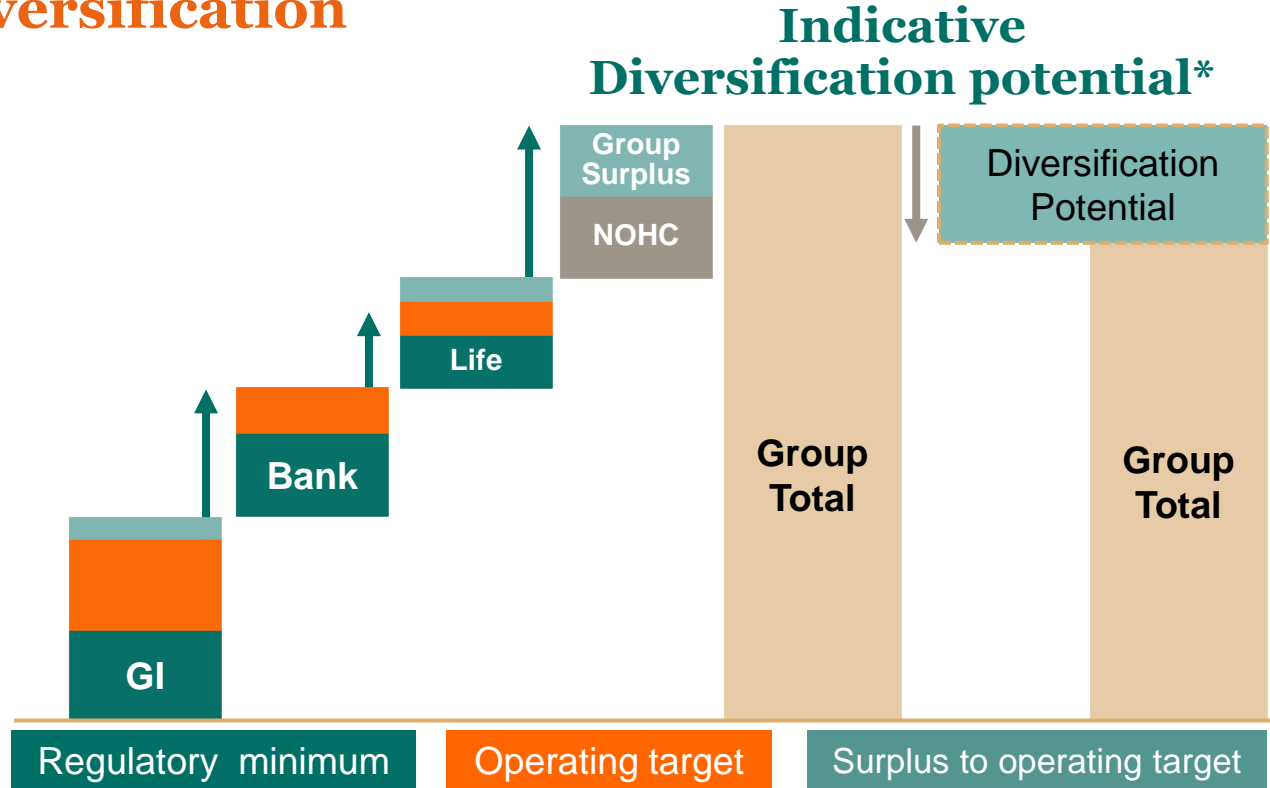 versification
Indicative
Diversification potential*
Group
Surplus
NOHC
Diversification
Potential
Life
Bank
GI
Group
Total
Group
Total
Regulatory minimum
Operating target
Surplus to operating target